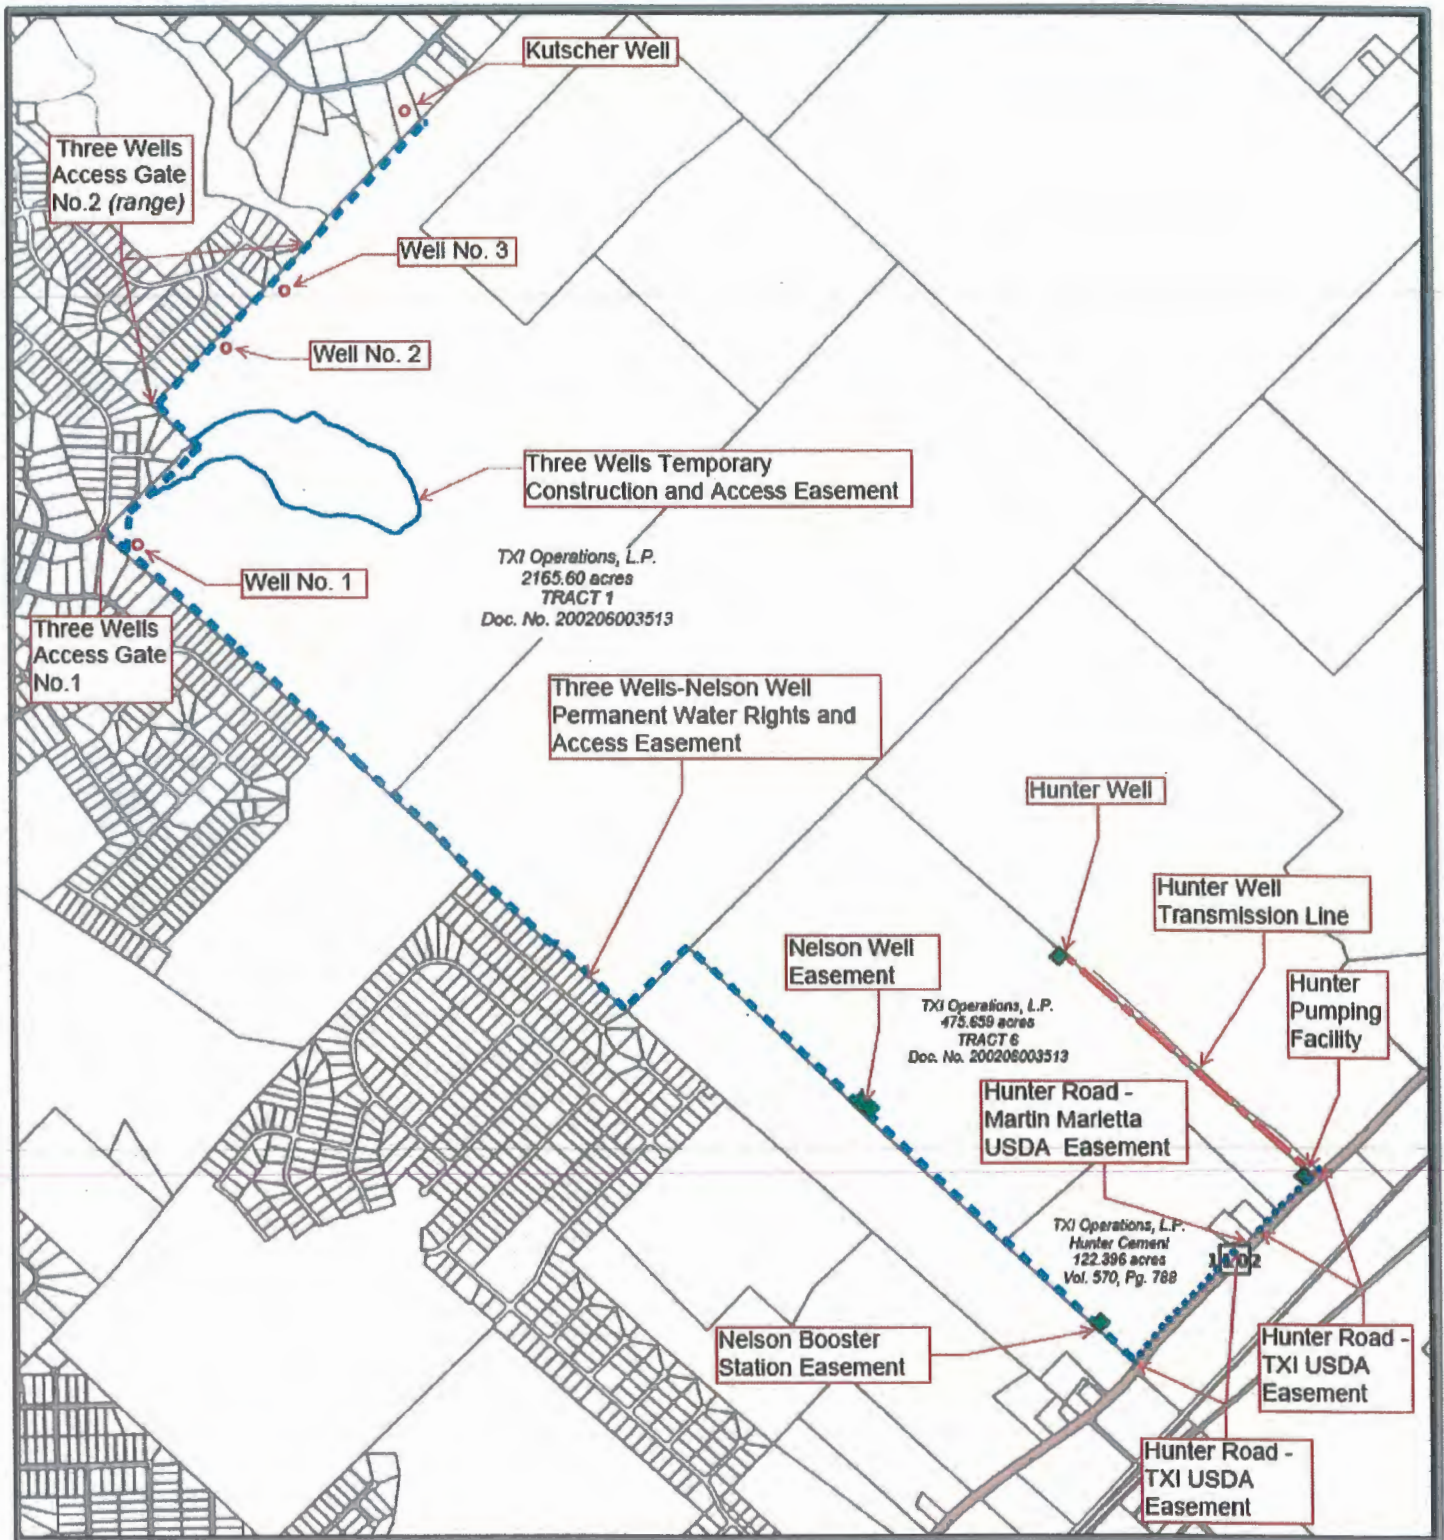 Kutscher Well
Three Wells
Access Gate
No.2 (range)
Well No. 3
Well No. 2
Three Wells Temporary
Construction and Access Easement
TXI Operations, L.P.
2165.60 acres
TRACT 1
Doc. No. 200206003513
Well No. 1
Three Wells
Access Gate
No.1
Three Wells-Nelson Well
Permanent Water Rights and
Access Easement
Hunter Well
Hunter Well
Transmission Line
Nelson Well
Easement
Hunter
Pumping
Facility
TXI Operations, L.P.
475.659 acres
TRACT 6
Doc. No. 200206003513
Hunter Road -
Martin Marletta
USDA Easement
TXI Operations, L.P.
Hunter Cement
122.396 acres
Vol. 570, Pg. 788
1102
Nelson Booster
Station Easement
Hunter Road -
TXI USDA
Easement
Hunter Road -
TXI USDA
Easement